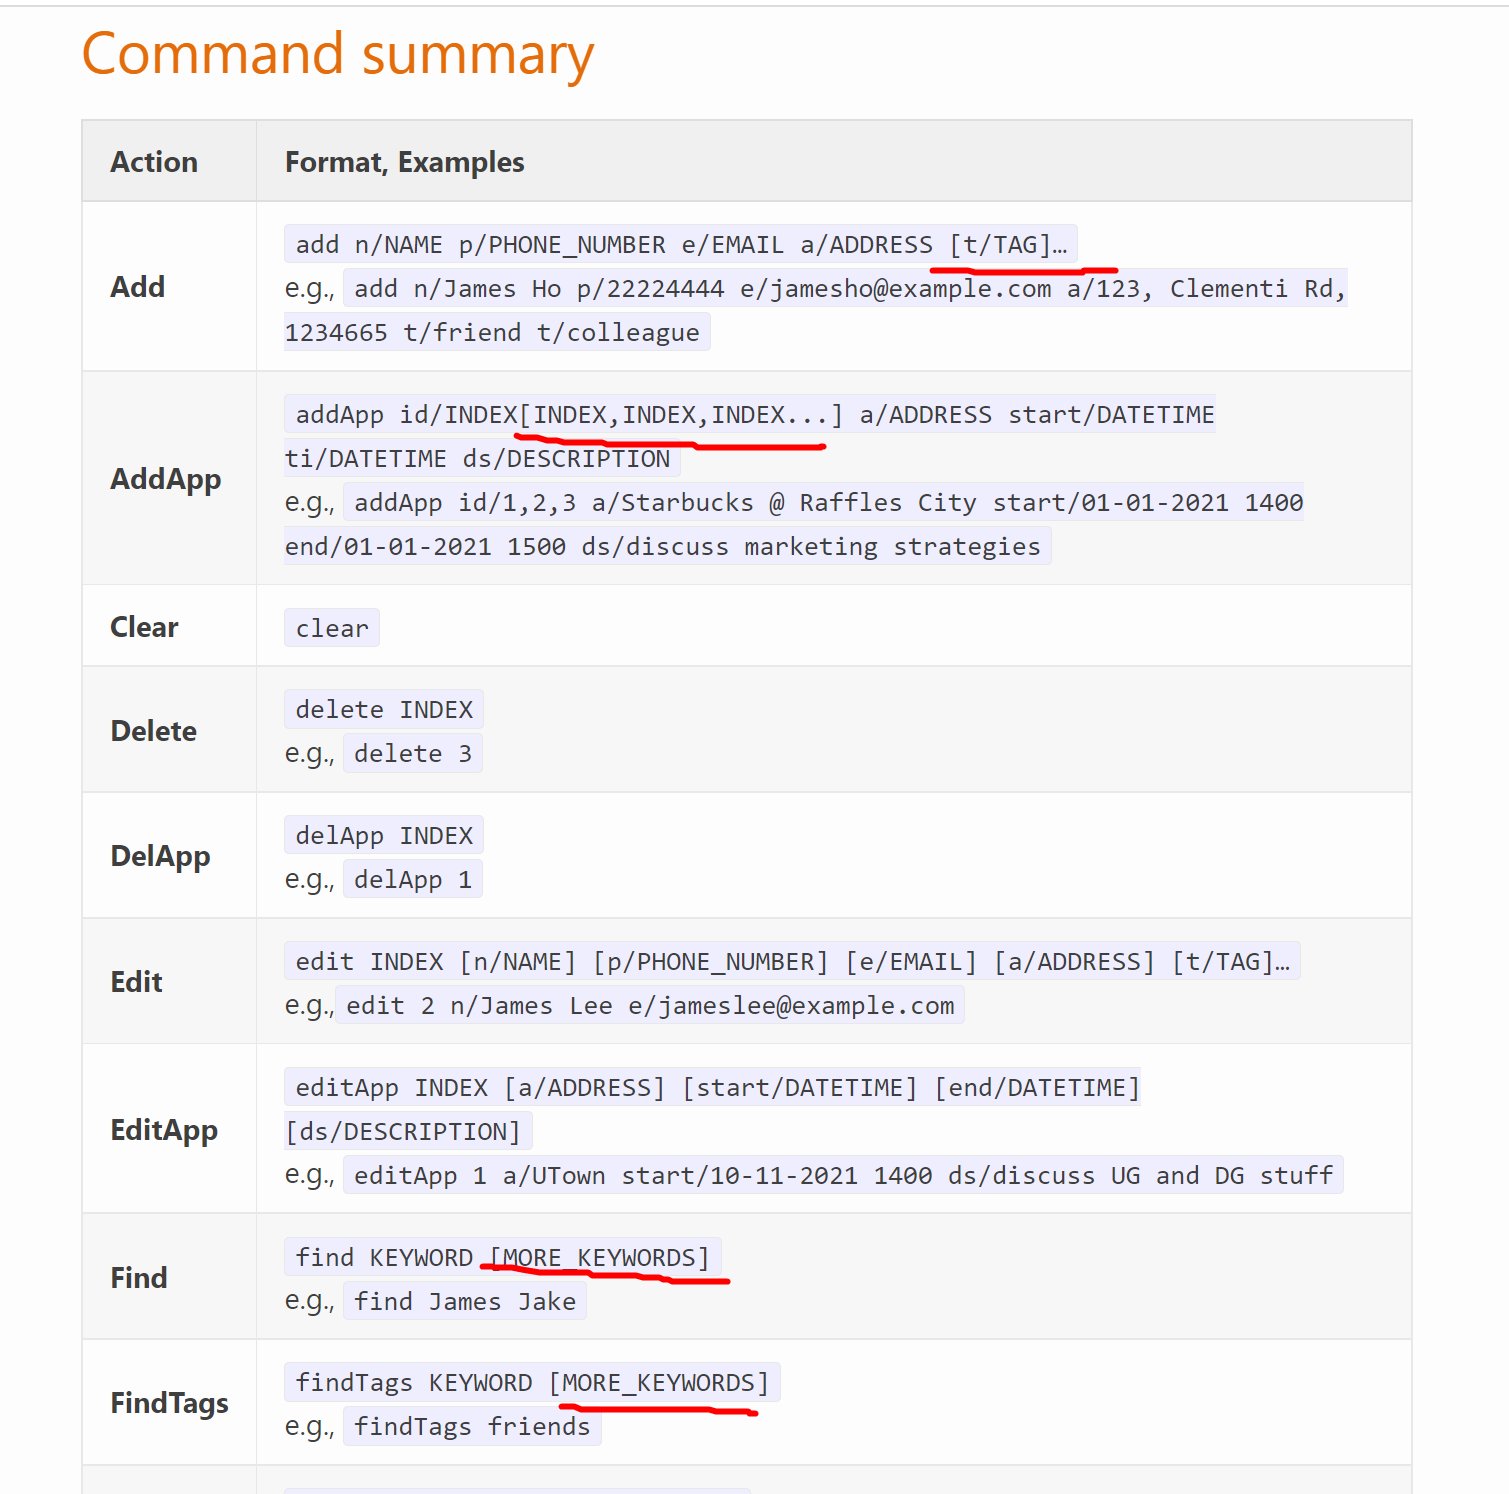 Command summary
Action Format, Examples
Add
add n/NAME p/PHONE_NUMBER e/EMAIL a/ADDRESS [t/TAG]…
e.g., add n/James Ho p/22224444 e/jamesho@example.com a/123, Clementi Rd,
1234665 t/friend t/colleague
AddApp
addApp id/INDEX[INDEX,INDEX,INDEX...] a/ADDRESS start/DATETIME
ti/DATETIME ds/DESCRIPTION
e.g., addApp id/1,2,3 a/Starbucks @ Raffles City start/01-01-2021 1400
end/01-01-2021 1500 ds/discuss marketing strategies
Clear
clear
Delete
delete INDEX
e.g., delete 3
DelApp
delApp INDEX
e.g., delApp 1
Edit
edit INDEX [n/NAME] [p/PHONE_NUMBER] [e/EMAIL] [a/ADDRESS] [t/TAG]…
e.g., edit 2 n/James Lee e/jameslee@example.com
EditApp
editApp INDEX [a/ADDRESS] [start/DATETIME] [end/DATETIME]
[ds/DESCRIPTION]
e.g., editApp 1 a/UTown start/10-11-2021 1400 ds/discuss UG and DG stuff
Find
find KEYWORD [MORE_KEYWORDS]
e.g., find James Jake
FindTags
findTags KEYWORD [MORE_KEYWORDS]
e.g., findTags friends